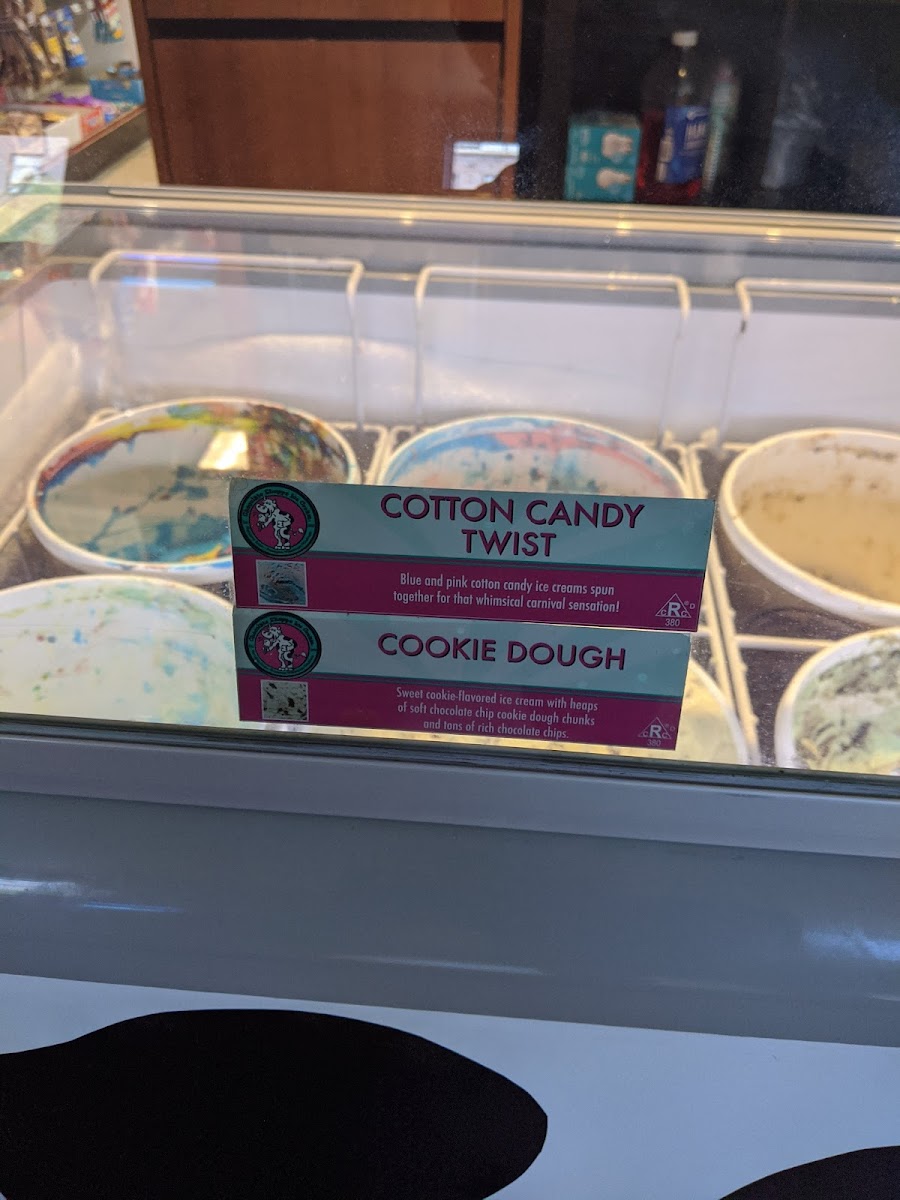 COTTON CANDY
TWIST
Blue and pink cotton candy ice creams spun
together for that whimsical carnival sensation!
C R C D
380
COOKIE DOUGH
Sweet cookie-flavored ice cream with heaps
of soft chocolate chip cookie dough chunks
and tons of rich chocolate chips.
C R C D
380